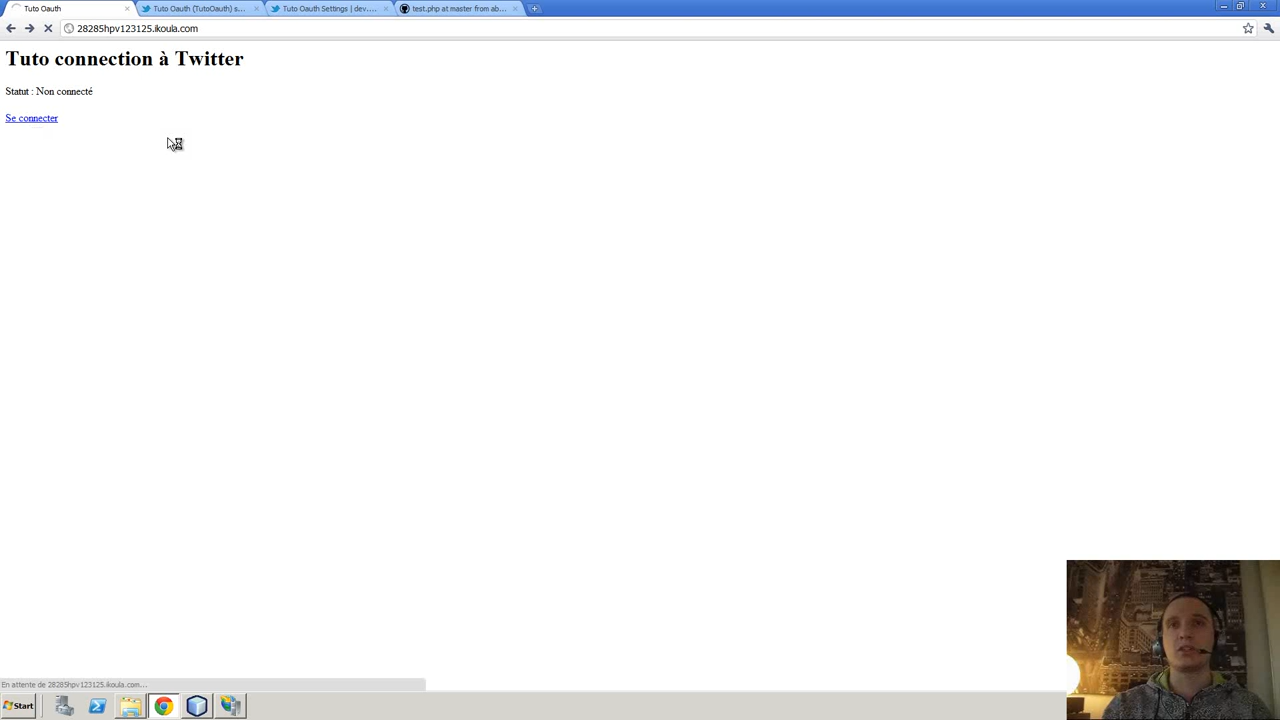 Tuto Oauth
Tuto Oauth (TutoOauth) s...
Tuto Oauth Settings | dev....
test.php at master from ab...
28285hpv123125.ikoula.com
Tuto connection à Twitter
Statut : Non connecté
Se connecter
En attente de 28285hpv123125.ikoula.com...
Start